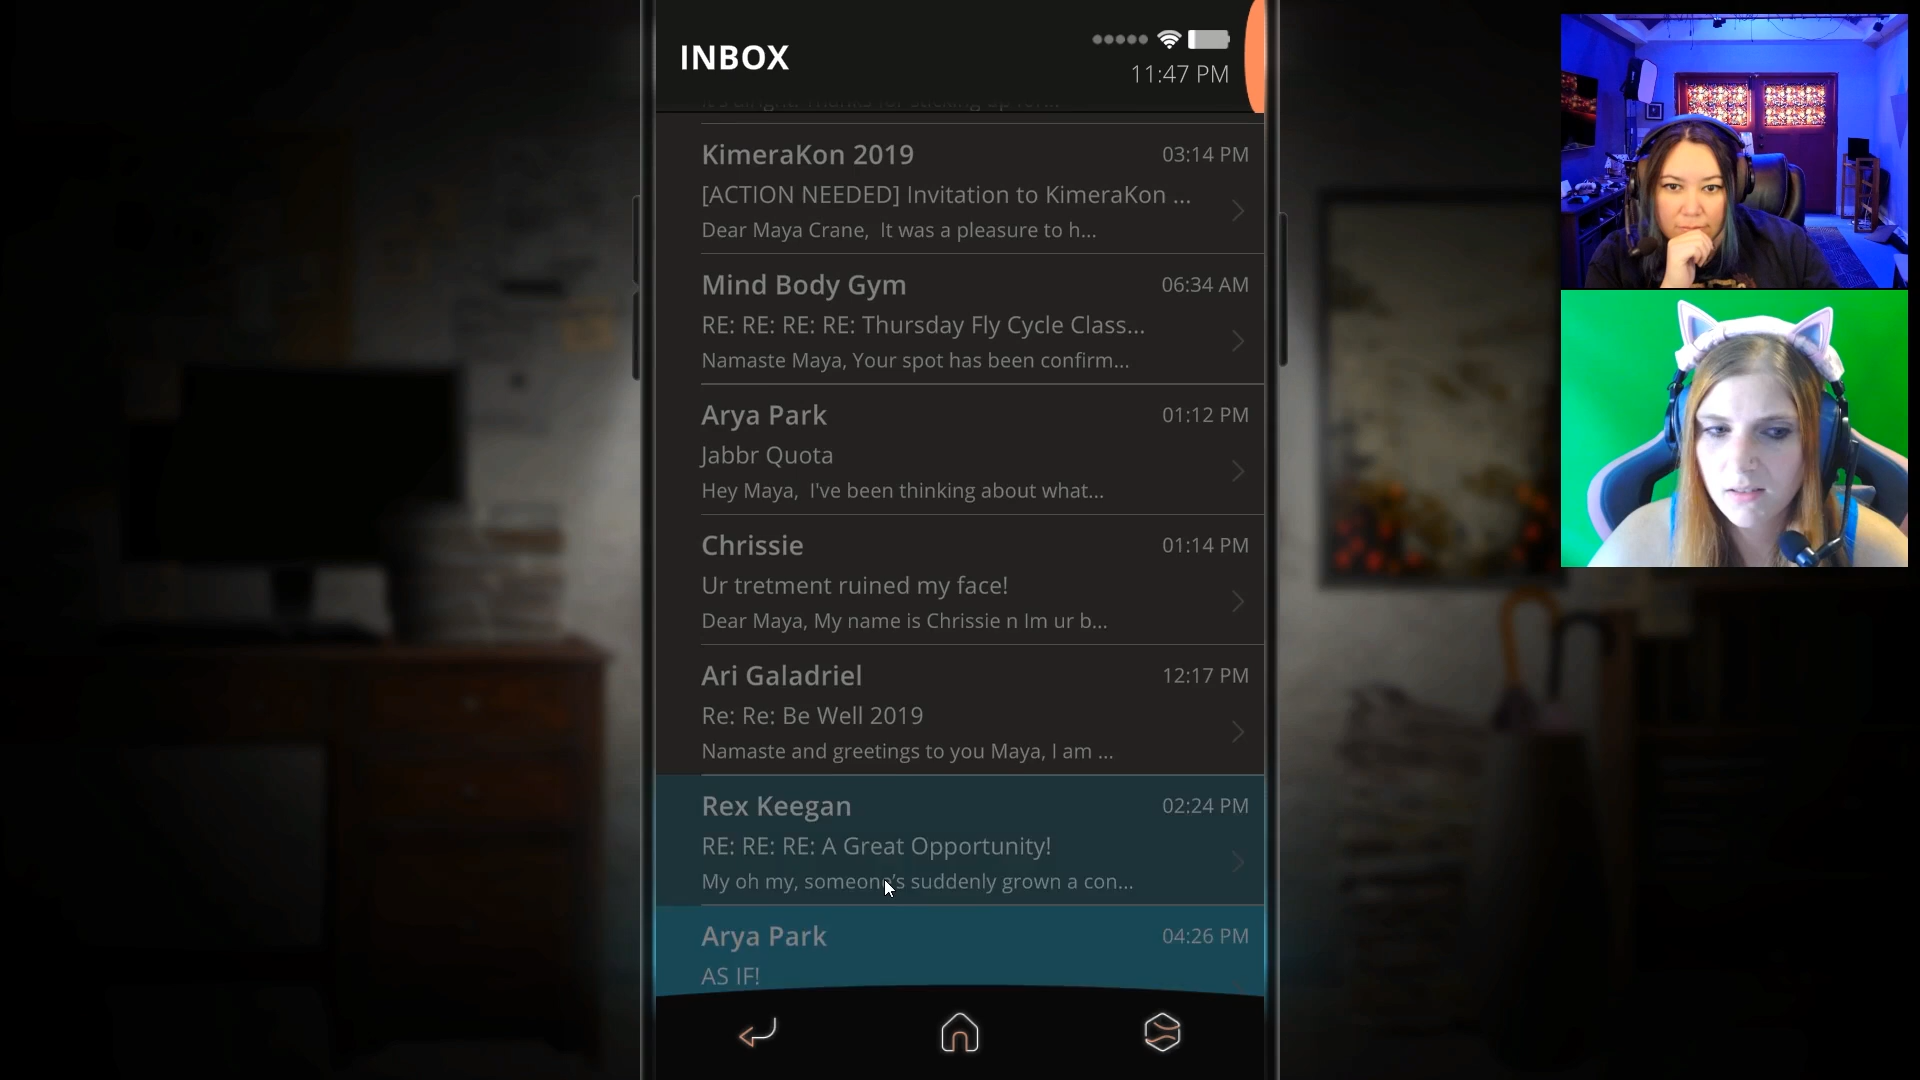 INBOX
11:47 PM
KimeraKon 2019 03:14 PM
[ACTION NEEDED] Invitation to KimeraKon ...
Dear Maya Crane, It was a pleasure to h...
Mind Body Gym 06:34 AM
RE: RE: RE: RE: Thursday Fly Cycle Class...
Namaste Maya, Your spot has been confirm...
Arya Park 01:12 PM
Jabbr Quota
Hey Maya, I've been thinking about what...
Chrissie 01:14 PM
Ur tretment ruined my face!
Dear Maya, My name is Chrissie n Im ur b...
Ari Galadriel 12:17 PM
Re: Re: Be Well 2019
Namaste and greetings to you Maya, I am ...
Rex Keegan 02:24 PM
RE: RE: RE: A Great Opportunity!
My oh my, someone's suddenly grown a con...
Arya Park 04:26 PM
AS IF!